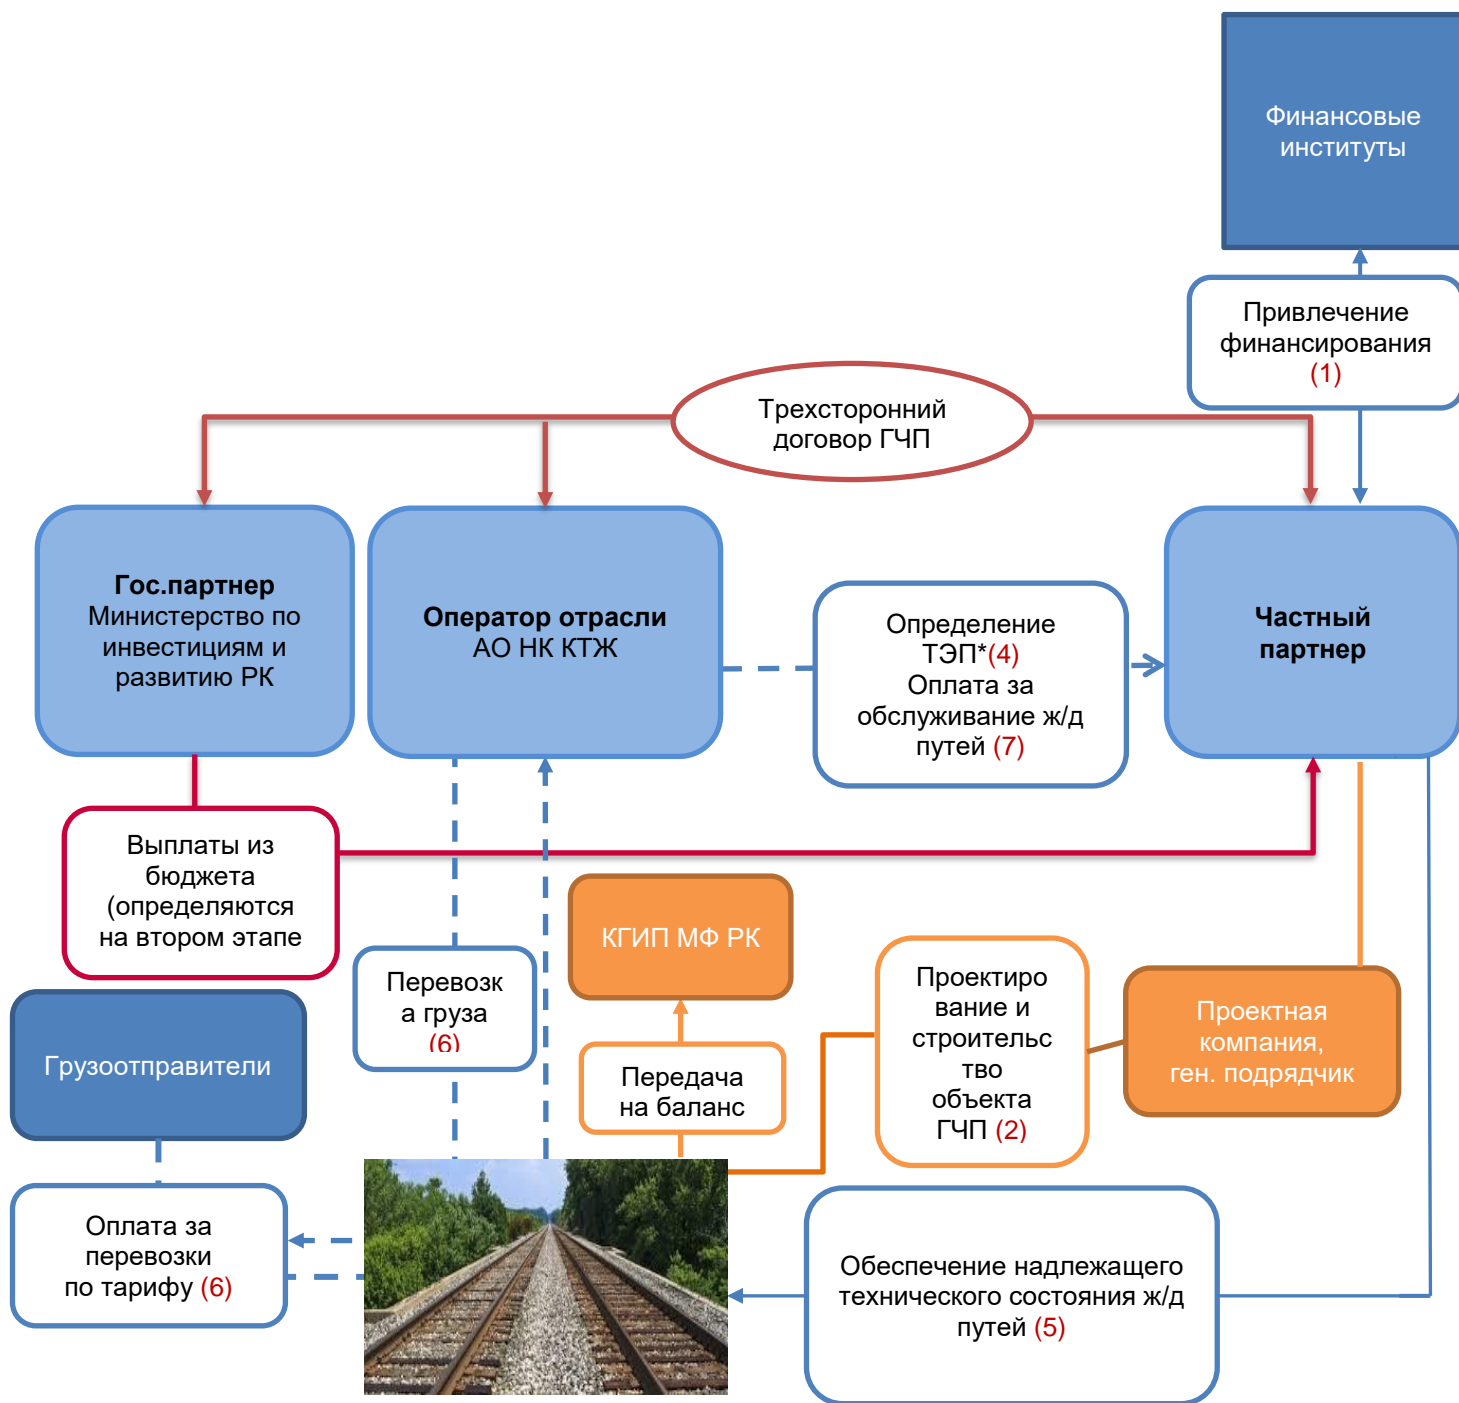 Финансовые
институты
Привлечение
финансирования
(1)
Трехсторонний
договор ГЧП
Гос.партнер
Министерство по
инвестициям и
развитию РК
Оператор отрасли
АО НК КТЖ
Определение
ТЭП*(4)
Оплата за
обслуживание ж/д
путей (7)
Частный
партнер
Выплаты из
бюджета
(определяются
на втором этапе
КГИП МФ РК
Перевозк
а груза
(6)
Проектиро
вание и
строительс
тво
объекта
ГЧП (2)
Проектная
компания,
ген. подрядчик
Грузоотправители
Передача
на баланс
Оплата за
перевозки
по тарифу (6)
Обеспечение надлежащего
технического состояния ж/д
путей (5)